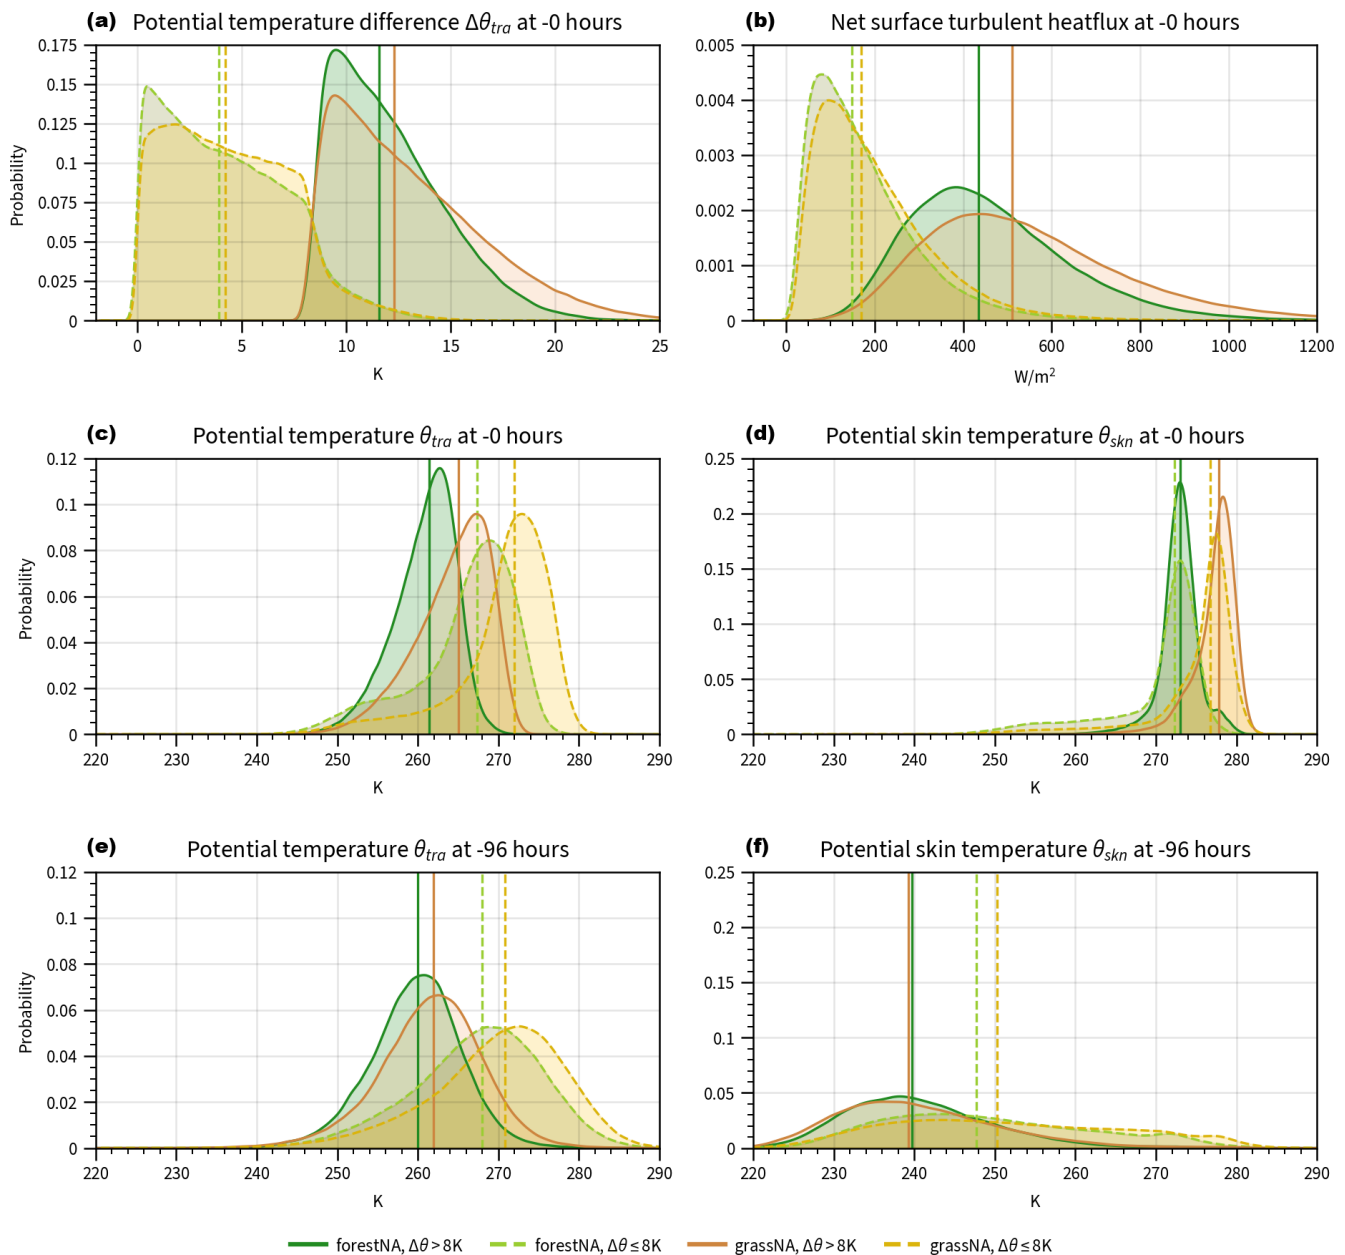 (a) Potential temperature difference Δθtra at -0 hours
0.175
0.15
0.125
0.1
0.075
0.05
0.025
0
Probability
0 5 10 15 20 25
K
(b) Net surface turbulent heatflux at -0 hours
0.005
0.004
0.003
0.002
0.001
0
0 200 400 600 800 1000 1200
W/m²
(c) Potential temperature θtra at -0 hours
0.12
0.1
0.08
0.06
0.04
0.02
0
Probability
220 230 240 250 260 270 280 290
K
(d) Potential skin temperature θskn at -0 hours
0.25
0.2
0.15
0.1
0.05
0
220 230 240 250 260 270 280 290
K
(e) Potential temperature θtra at -96 hours
0.12
0.1
0.08
0.06
0.04
0.02
0
Probability
220 230 240 250 260 270 280 290
K
(f) Potential skin temperature θskn at -96 hours
0.25
0.2
0.15
0.1
0.05
0
220 230 240 250 260 270 280 290
K
forestNA, Δθ > 8K forestNA, Δθ ≤ 8K grassNA, Δθ > 8K grassNA, Δθ ≤ 8K